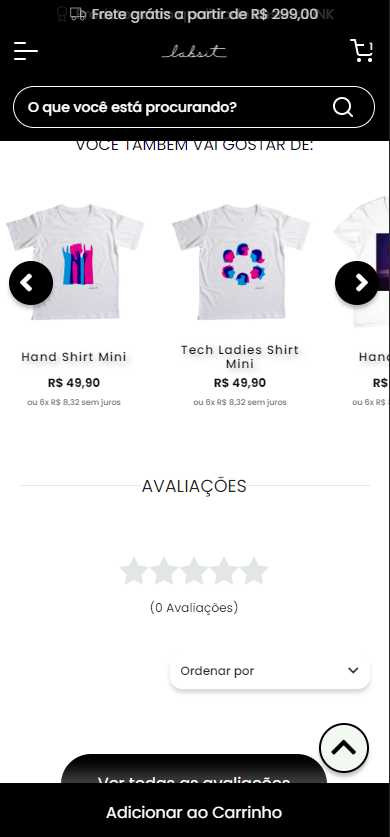 Frete grátis a partir de R$ 299,00
labsit
1
O que você está procurando?
VOCÊ TAMBÉM VAI GOSTAR DE:
Hand Shirt Mini
R$ 49,90
ou 6x R$ 8,32 sem juros
Tech Ladies Shirt
Mini
R$ 49,90
ou 6x R$ 8,32 sem juros
Hand
R$
ou 6x R$ 8
AVALIAÇÕES
(0 Avaliações)
Ordenar por
Ver todas as avaliações
Adicionar ao Carrinho